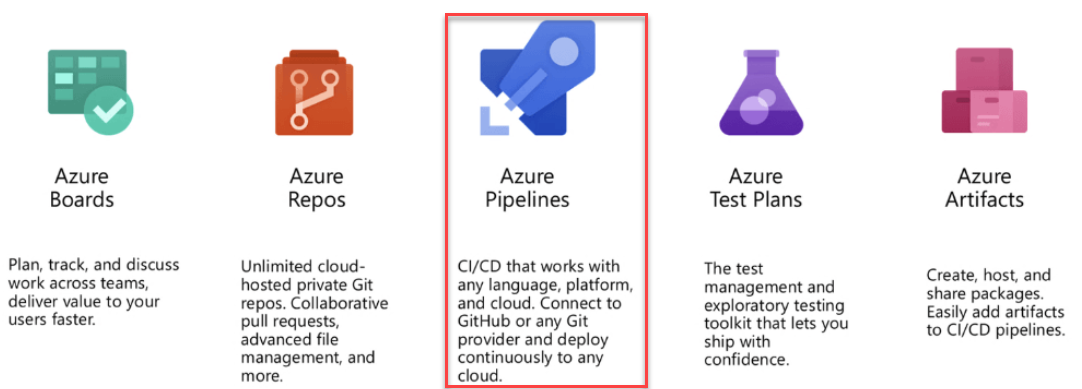 Azure
Boards
Azure
Repos
Azure
Pipelines
Azure
Test Plans
Azure
Artifacts
Plan, track, and discuss
work across teams,
deliver value to your
users faster.
Unlimited cloud-
hosted private Git
repos. Collaborative
pull requests,
advanced file
management, and
more.
CI/CD that works with
any language, platform,
and cloud. Connect to
GitHub or any Git
provider and deploy
continuously to any
cloud.
The test
management and
exploratory testing
toolkit that lets you
ship with
confidence.
Create, host, and
share packages.
Easily add artifacts
to CI/CD pipelines.